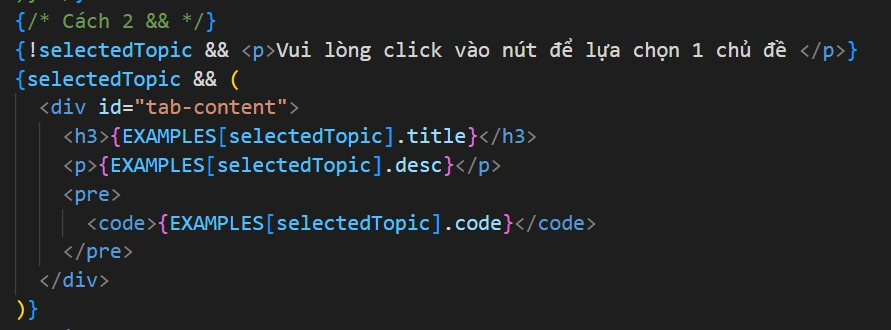 {/* Cách 2 && */}
{!selectedTopic && <p>Vui lòng click vào nút để lựa chọn 1 chủ đề </p>}
{selectedTopic && (
<div id="tab-content">
<h3>{EXAMPLES[selectedTopic].title}</h3>
<p>{EXAMPLES[selectedTopic].desc}</p>
<pre>
<code>{EXAMPLES[selectedTopic].code}</code>
</pre>
</div>
)}